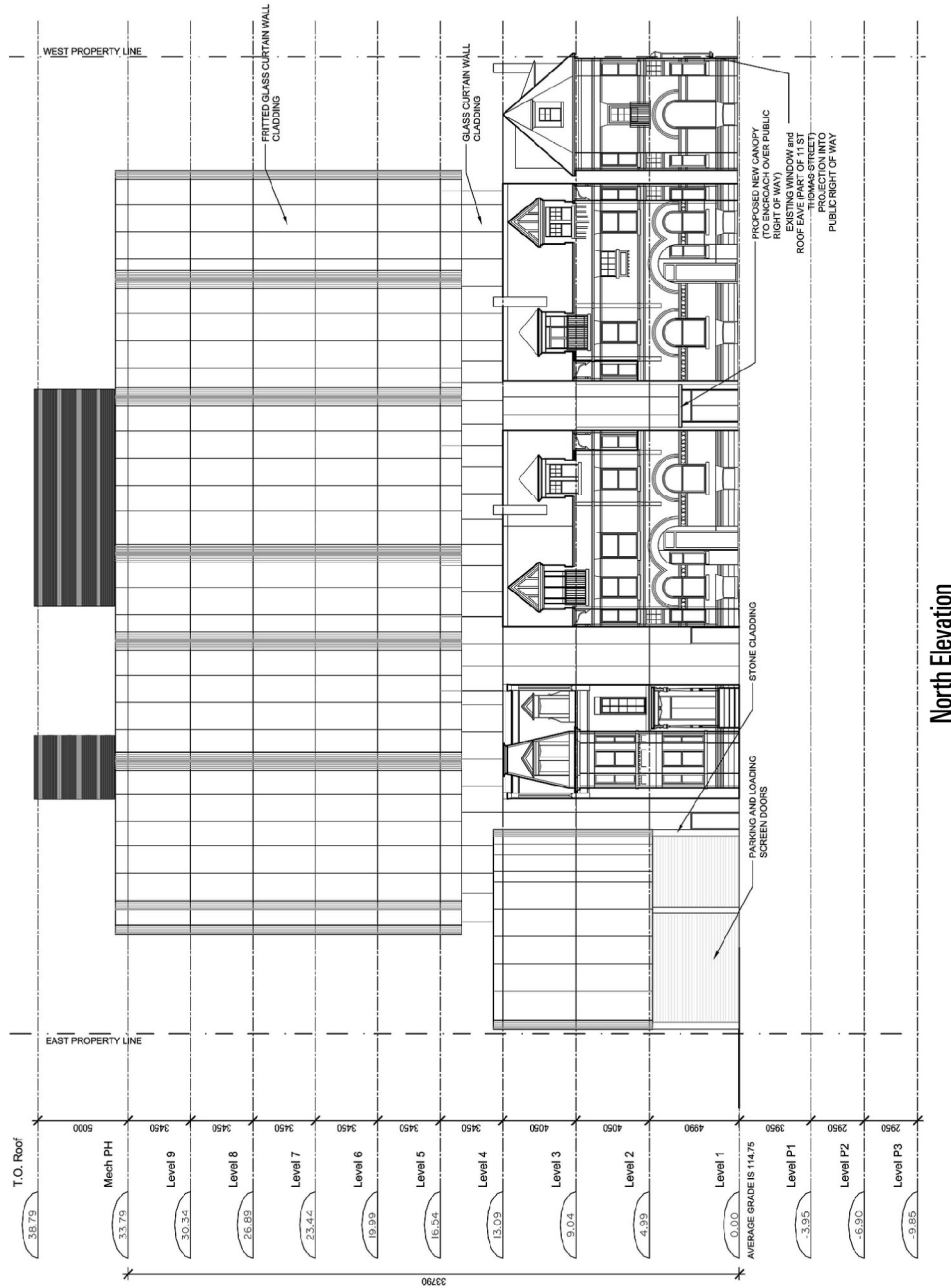 WEST PROPERTY LINE
FRITTED GLASS CURTAIN WALL
CLADDING
GLASS CURTAIN WALL
CLADDING
PROPOSED NEW CANOPY
(TO ENCROACH OVER PUBLIC
RIGHT OF WAY)
EXISTING WINDOW and
ROOF EAVE (PART OF 11 ST
THOMAS STREET)
PROJECTION INTO
PUBLIC RIGHT OF WAY
STONE CLADDING
PARKING AND LOADING
SCREEN DOORS
EAST PROPERTY LINE
T.O. Roof
38.79
5000
Mech PH
33.79
3450
Level 9
30.34
3450
Level 8
26.89
3450
Level 7
23.44
3450
Level 6
19.99
3450
Level 5
16.54
3450
Level 4
13.09
4050
Level 3
9.04
4050
Level 2
4.99
4990
Level 1
0.00
AVERAGE GRADE IS 114.75
3950
Level P1
-3.95
2950
Level P2
-6.90
2950
Level P3
-9.85
33790
North Elevation